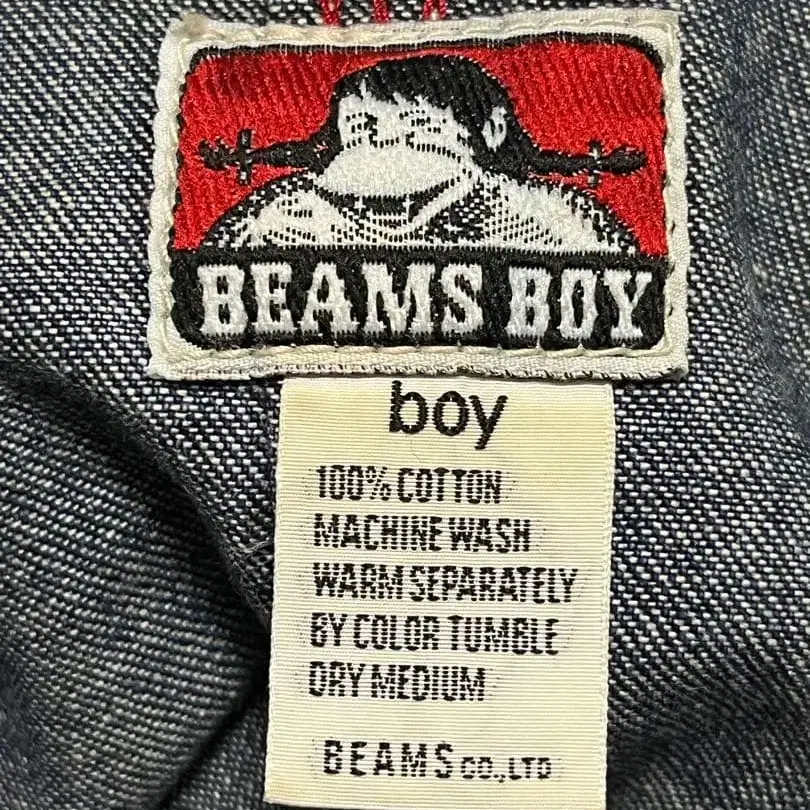 BEAMS BOY
boy
100% COTTON
MACHINE WASH
WARM SEPARATELY
BY COLOR TUMBLE
DRY MEDIUM
BEAMS CO.,LTD